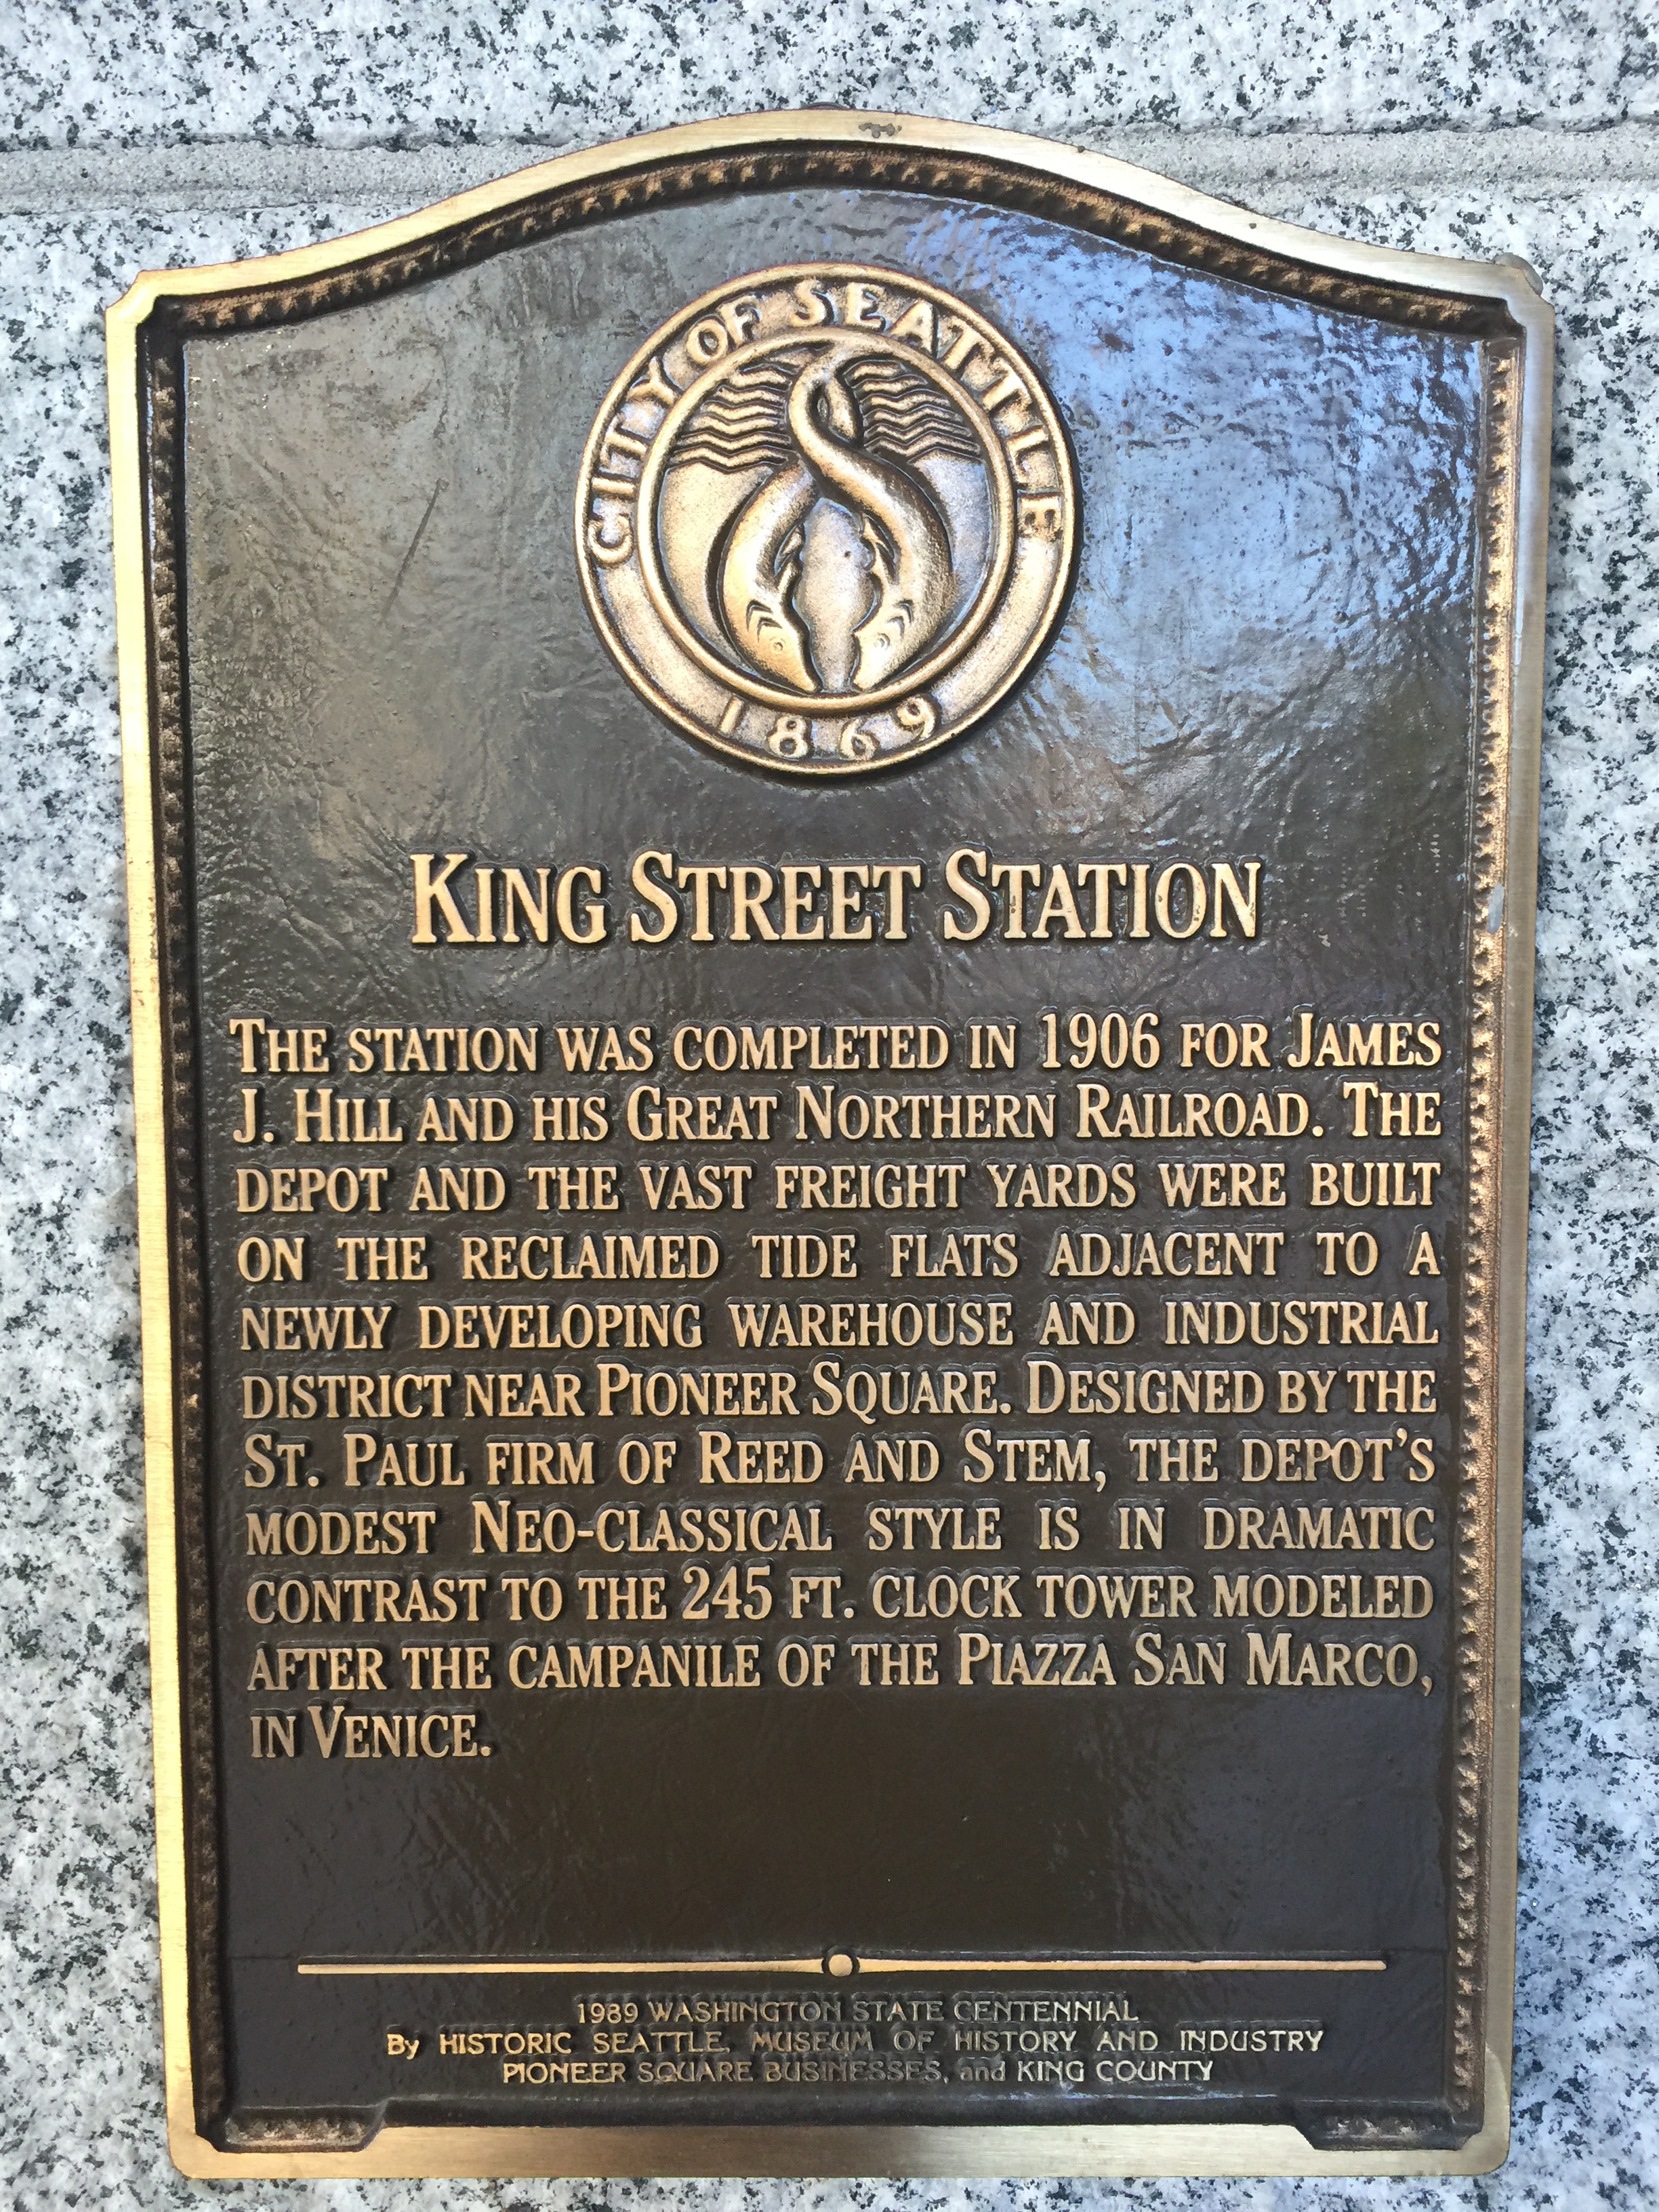 CITY OF SEATTLE
1869
KING STREET STATION
THE STATION WAS COMPLETED IN 1906 FOR JAMES
J. HILL AND HIS GREAT NORTHERN RAILROAD. THE
DEPOT AND THE VAST FREIGHT YARDS WERE BUILT
ON THE RECLAIMED TIDE FLATS ADJACENT TO A
NEWLY DEVELOPING WAREHOUSE AND INDUSTRIAL
DISTRICT NEAR PIONEER SQUARE. DESIGNED BY THE
ST. PAUL FIRM OF REED AND STEM, THE DEPOT'S
MODEST NEO-CLASSICAL STYLE IS IN DRAMATIC
CONTRAST TO THE 245 FT. CLOCK TOWER MODELED
AFTER THE CAMPANILE OF THE PIAZZA SAN MARCO,
IN VENICE.
1989 WASHINGTON STATE CENTENNIAL
By HISTORIC SEATTLE, MUSEUM OF HISTORY AND INDUSTRY
PIONEER SQUARE BUSINESSES, and KING COUNTY